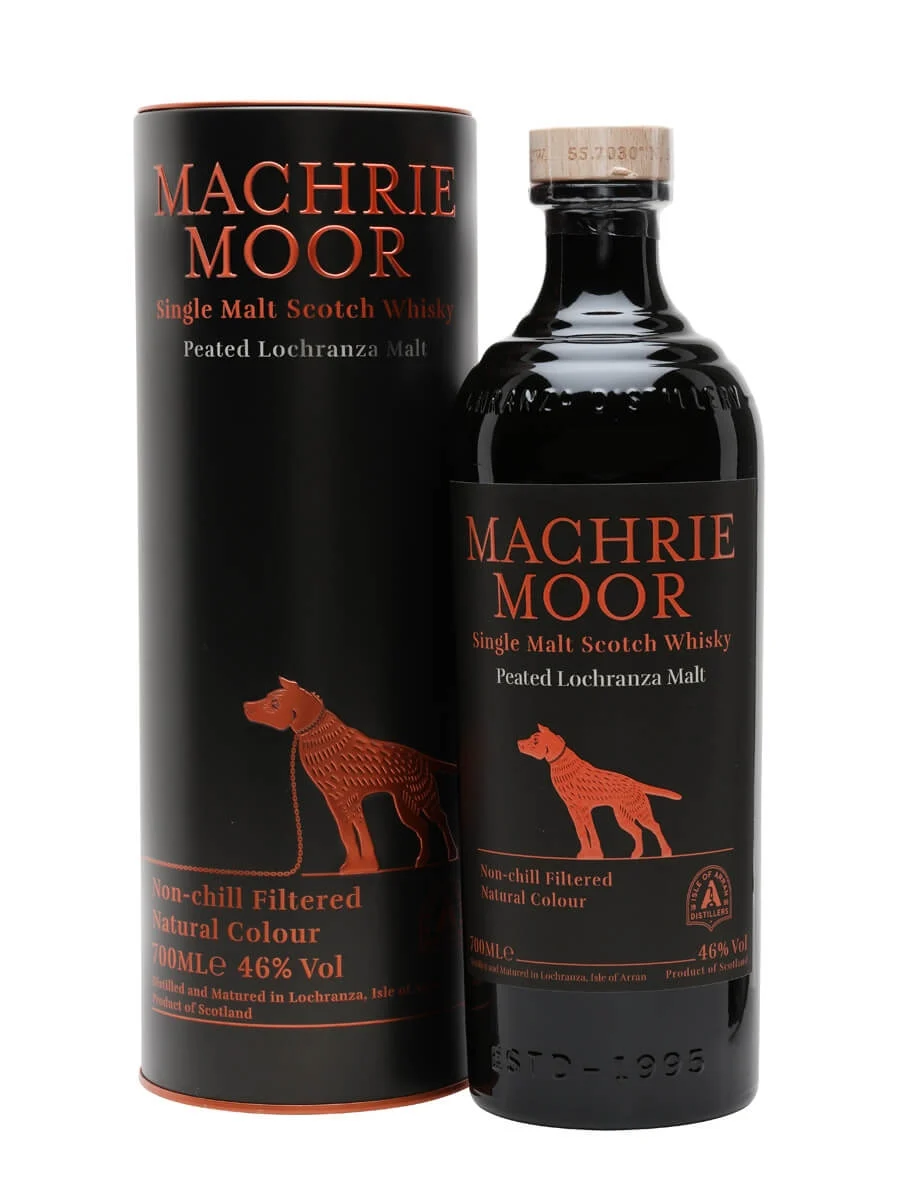 MACHRIE
MOOR
Single Malt Scotch Whisky
Peated Lochranza Malt
Non-chill Filtered
Natural Colour
700ML℮ 46% Vol
Distilled and Matured in Lochranza, Isle of
Product of Scotland
55.7030°
DISTILLERY
MACHRIE
MOOR
Single Malt Scotch Whisky
Peated Lochranza Malt
Non-chill Filtered
Natural Colour
ISLE OF ARRAN
A
DISTILLERS
700ML℮
46% Vol
Distilled and Matured in Lochranza, Isle of Arran
Product of Scotland
ESTD-1995